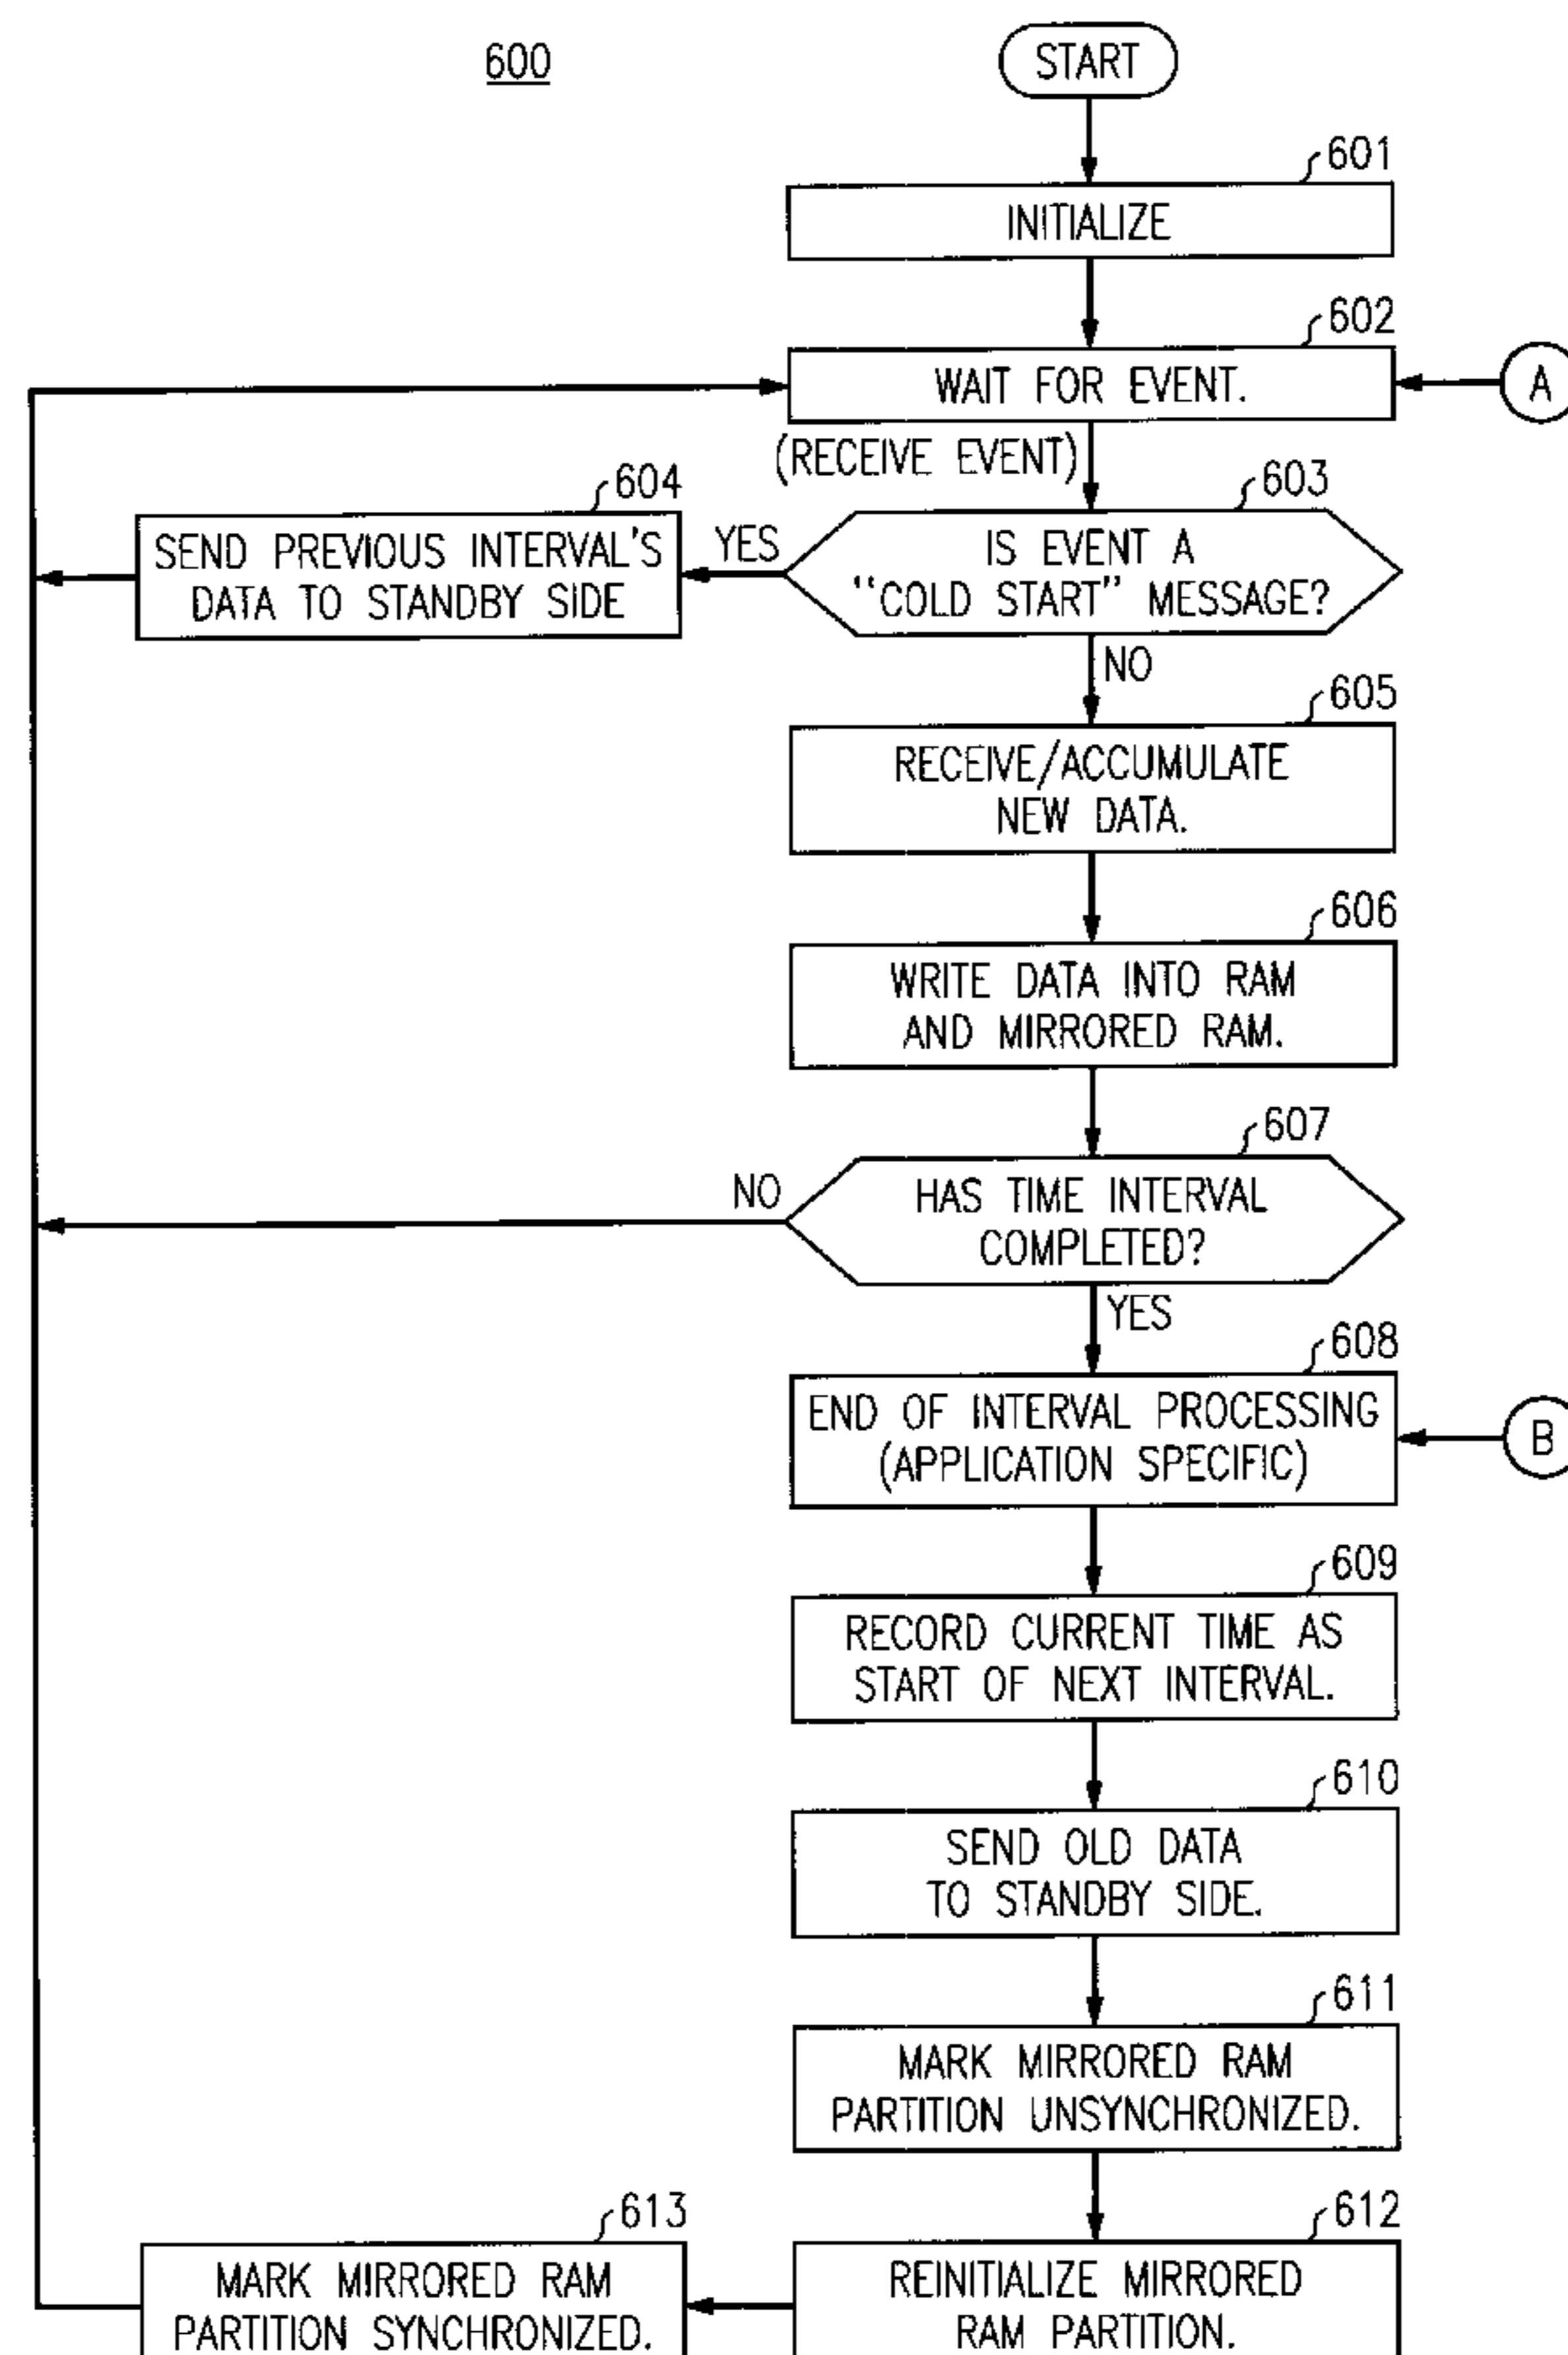 600
START
601
INITIALIZE
602
WAIT FOR EVENT.
A
(RECEIVE EVENT)
603
IS EVENT A
"COLD START" MESSAGE?
YES
604
SEND PREVIOUS INTERVAL'S
DATA TO STANDBY SIDE
NO
605
RECEIVE/ACCUMULATE
NEW DATA.
606
WRITE DATA INTO RAM
AND MIRRORED RAM.
607
HAS TIME INTERVAL
COMPLETED?
NO
YES
608
END OF INTERVAL PROCESSING
(APPLICATION SPECIFIC)
B
609
RECORD CURRENT TIME AS
START OF NEXT INTERVAL.
610
SEND OLD DATA
TO STANDBY SIDE.
611
MARK MIRRORED RAM
PARTITION UNSYNCHRONIZED.
612
REINITIALIZE MIRRORED
RAM PARTITION.
613
MARK MIRRORED RAM
PARTITION SYNCHRONIZED.